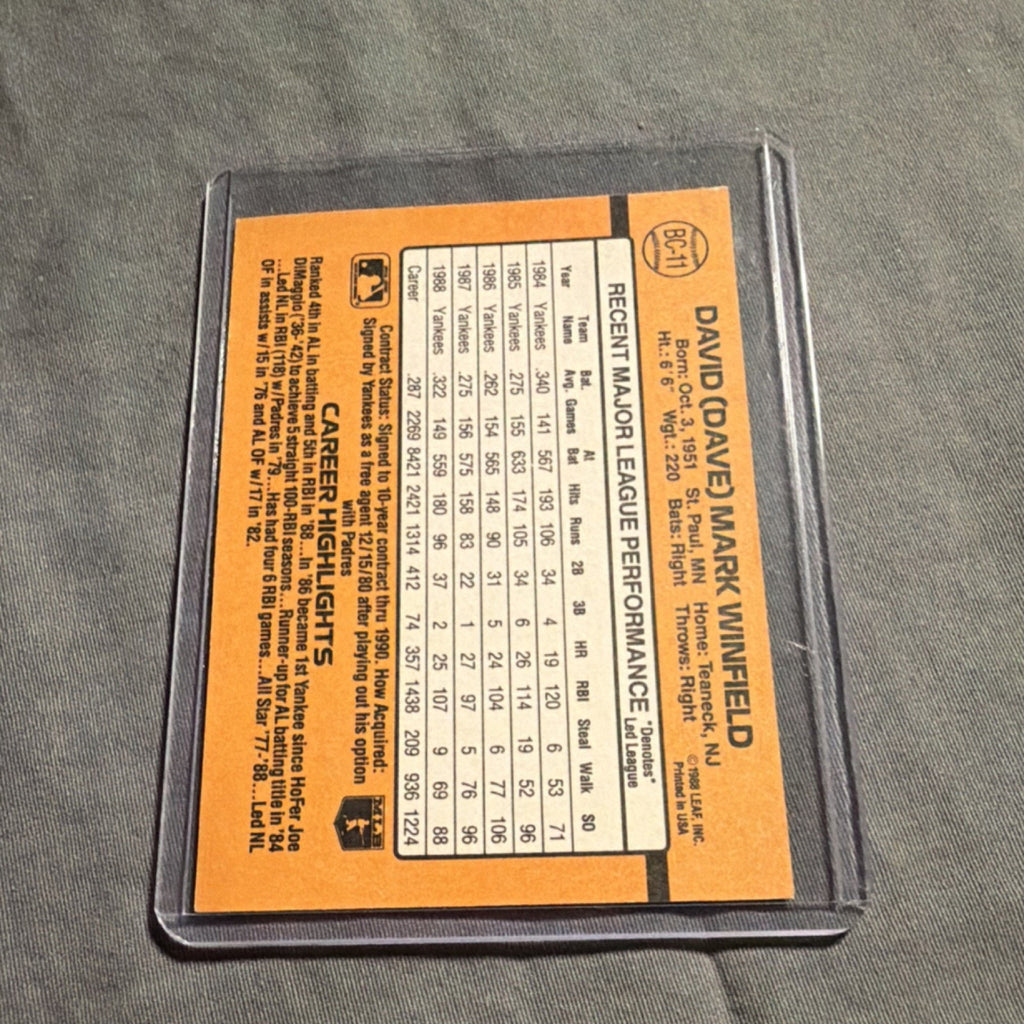 BC-11
DAVID (DAVE) MARK WINFIELD
Born: Oct. 3, 1951 St. Paul, MN Home: Teaneck, NJ
Ht.: 6'6" Wgt.: 220 Bats: Right Throws: Right
© 1988 LEAF, INC.
Printed in USA
RECENT MAJOR LEAGUE PERFORMANCE
"Denotes"
Led League
Year Team Name Bat. Avg. Games At Bat Hits Runs 2B 3B HR RBI Steal Walk SO
1984 Yankees .340 141 567 193 106 34 4 19 120 6 53 71
1985 Yankees .275 155 633 174 105 34 6 26 114 19 52 96
1986 Yankees .262 154 565 148 90 31 5 24 104 6 77 106
1987 Yankees .275 156 575 158 83 22 1 27 97 5 76 96
1988 Yankees .322 149 559 180 96 37 2 25 107 9 69 88
Career .287 2269 8421 2421 1314 412 74 357 1438 209 936 1224
Contract Status: Signed to 10-year contract thru 1990. How Acquired:
Signed by Yankees as a free agent 12/15/80 after playing out his option
with Padres
MLB
CAREER HIGHLIGHTS
Ranked 4th in AL in batting and 5th in RBI in '88....In '86 became 1st Yankee since HoFer Joe
DiMaggio ('36-'42) to achieve 5 straight 100-RBI seasons...Runner-up for AL batting title in '84
...Led NL in RBI (118) w/Padres in '79...Has had four 6 RBI games...All Star '77-'88....Led NL
OF in assists w/15 in '76 and AL OF w/17 in '82.